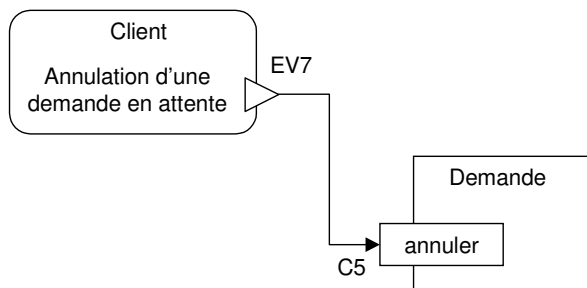 Client
EV7
Annulation d'une
demande en attente
Demande
annuler
C5